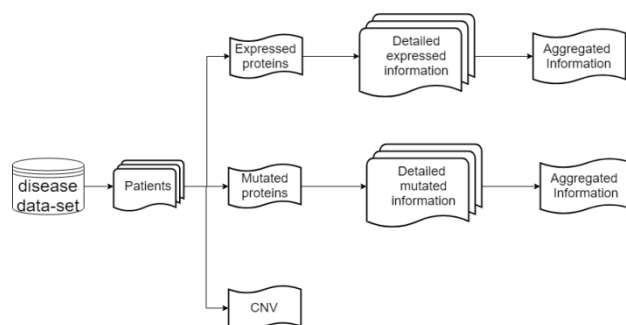 Expressed
proteins
Detailed
expressed
information
Aggregated
Information
disease
data-set
Patients
Mutated
proteins
Detailed
mutated
information
Aggregated
Information
CNV